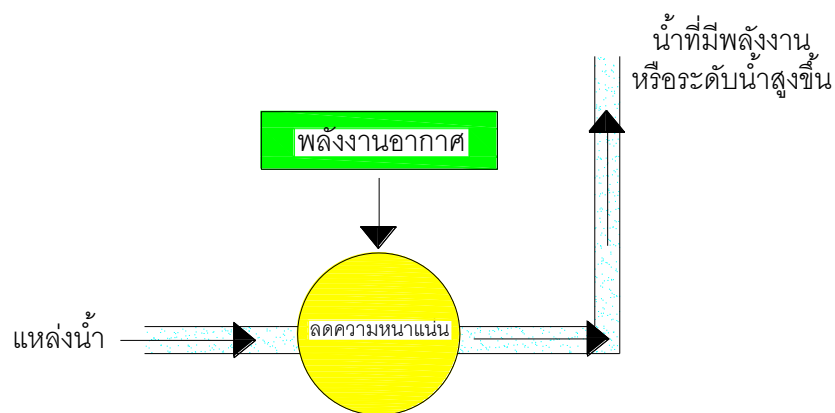 น้ำที่มีพลังงาน
หรือระดับน้ำสูงขึ้น
พลังงานอากาศ
ลดความหนาแน่น
แหล่งน้ำ